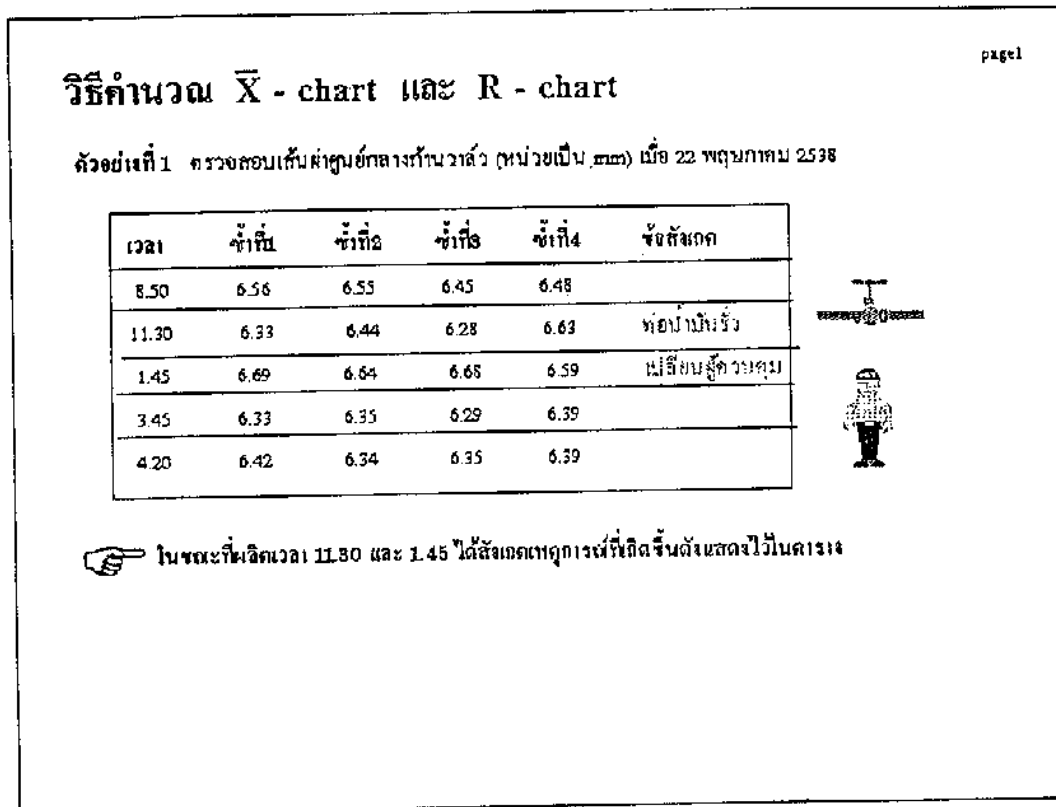 page1
วิธีคำนวณ X̅ - chart และ R - chart
ตัวอย่างที่ 1 ตรวจสอบเส้นผ่าศูนย์กลางก้านวาล์ว (หน่วยเป็น mm) เมื่อ 22 พฤษภาคม 2538
เวลา ซ้ำที่1 ซ้ำที่2 ซ้ำที่3 ซ้ำที่4 ข้อสังเกต
8.50 6.56 6.55 6.45 6.48
11.30 6.33 6.44 6.28 6.63 ท่อน้ำมันรั่ว
1.45 6.69 6.64 6.68 6.59 เปลี่ยนผู้ควบคุม
3.45 6.33 6.35 6.29 6.39
4.20 6.42 6.34 6.35 6.39
ในขณะที่ผลิตเวลา 11.30 และ 1.45 ได้สังเกตเหตุการณ์ที่เกิดขึ้นดังแสดงไว้ในตาราง